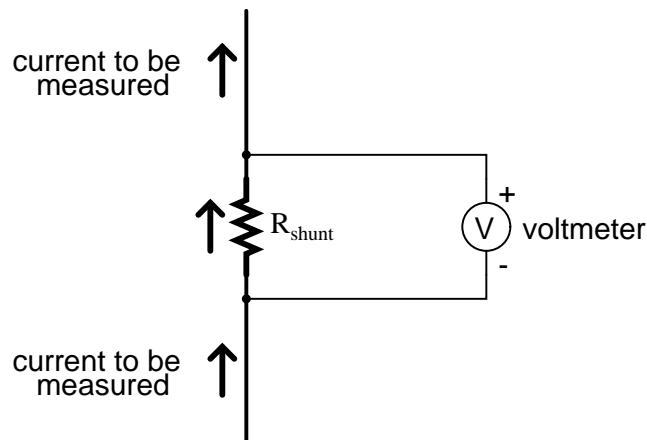 current to be
measured
R_shunt
+
V
voltmeter
-
current to be
measured